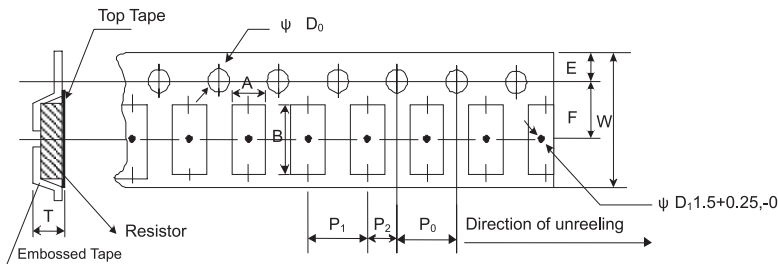 Top Tape
ψ D₀
A
B
E
F
W
T
Embossed Tape
Resistor
P₁
P₂
P₀
Direction of unreeling
ψ D₁1.5+0.25,-0